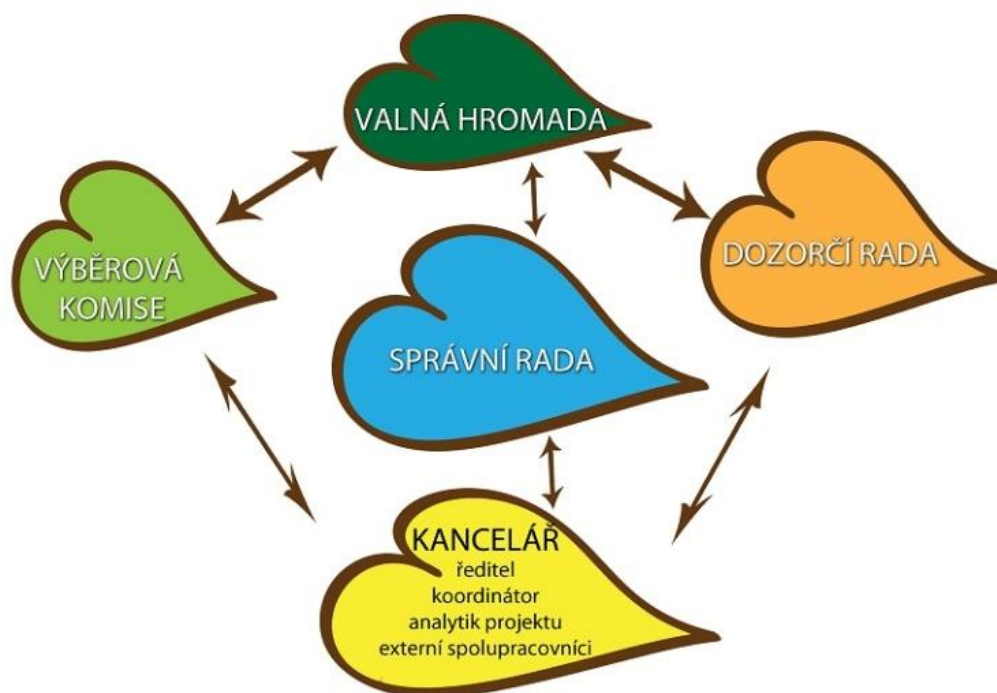 VALNÁ HROMADA
VÝBĚROVÁ
KOMISE
DOZORČÍ RADA
SPRÁVNÍ RADA
KANCELÁŘ
ředitel
koordinátor
analytik projektu
externí spolupracovníci